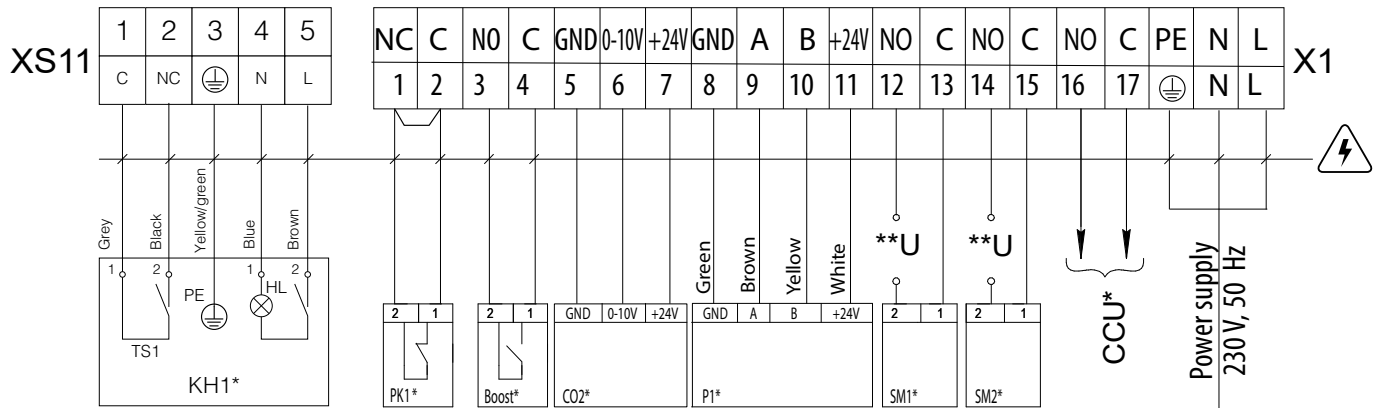 XS11
1 2 3 4 5
C NC N L
NC C N0 C GND 0-10V +24V GND A B +24V NO C NO C NO C PE N L
1 2 3 4 5 6 7 8 9 10 11 12 13 14 15 16 17 N L
X1
Grey Black Yellow/green Blue Brown
Green Brown Yellow White
**U **U
1 2 PE 1 HL 2
TS1
KH1*
2 1
PK1*
2 1
Boost*
GND 0-10V +24V
CO2*
GND A B +24V
P1*
2 1
SM1*
2 1
SM2*
CCU*
Power supply
230 V, 50 Hz